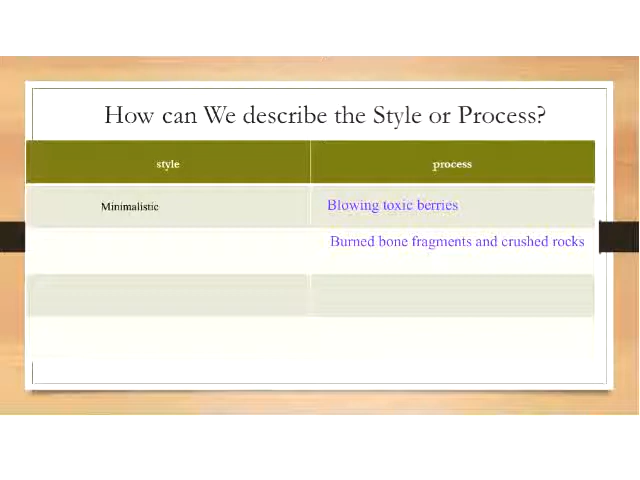 How can We describe the Style or Process?
style process
Minimalistic Blowing toxic berries
Burned bone fragments and crushed rocks